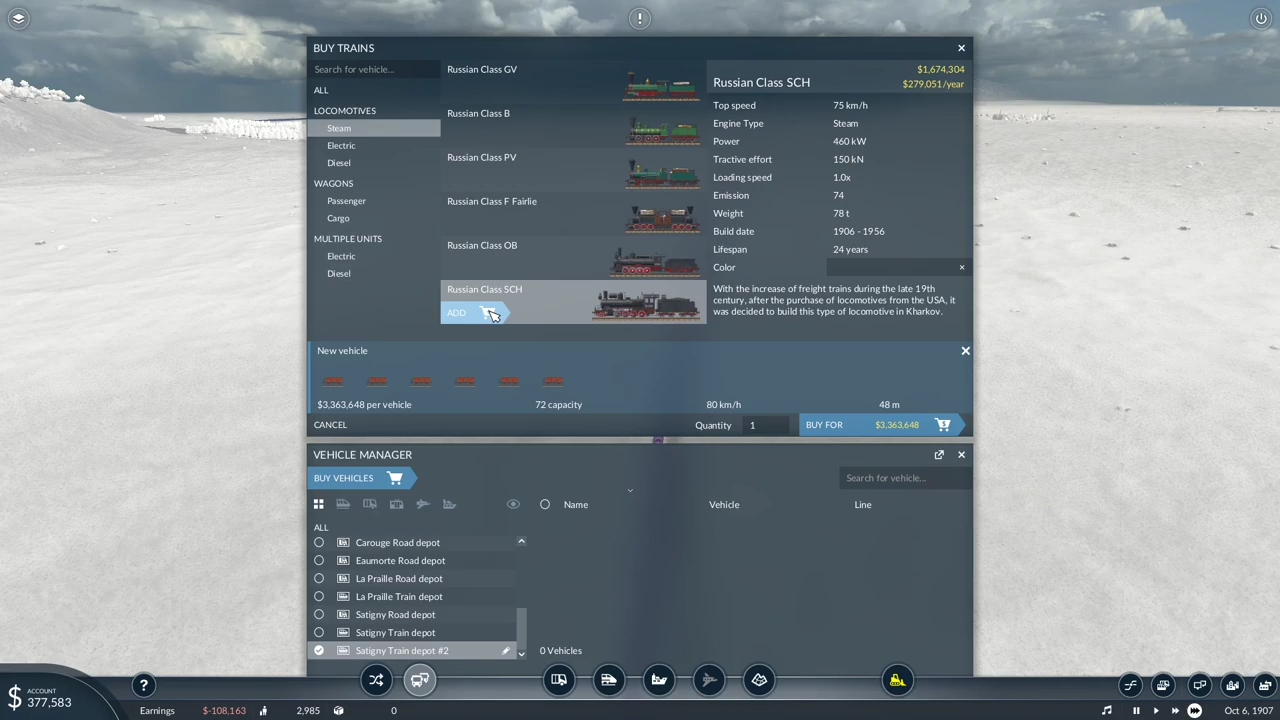 BUY TRAINS
Search for vehicle...
ALL
LOCOMOTIVES
Steam
Electric
Diesel
WAGONS
Passenger
Cargo
MULTIPLE UNITS
Electric
Diesel
Russian Class GV
Russian Class B
Russian Class PV
Russian Class F Fairlie
Russian Class OB
Russian Class SCH
ADD
$1,674,304
Russian Class SCH
$279,051/year
Top speed 75 km/h
Engine Type Steam
Power 460 kW
Tractive effort 150 kN
Loading speed 1.0x
Emission 74
Weight 78 t
Build date 1906 - 1956
Lifespan 24 years
Color
With the increase of freight trains during the late 19th
century, after the purchase of locomotives from the USA, it
was decided to build this type of locomotive in Kharkov.
New vehicle
$3,363,648 per vehicle 72 capacity 80 km/h 48 m
CANCEL Quantity 1 BUY FOR $3,363,648
VEHICLE MANAGER
BUY VEHICLES Search for vehicle...
Name Vehicle Line
ALL
Carouge Road depot
Eaumorte Road depot
La Praille Road depot
La Praille Train depot
Satigny Road depot
Satigny Train depot
Satigny Train depot #2 0 Vehicles
$ ACCOUNT
377,583
?
Earnings $-108,163 2,985 0 Oct 6, 1907